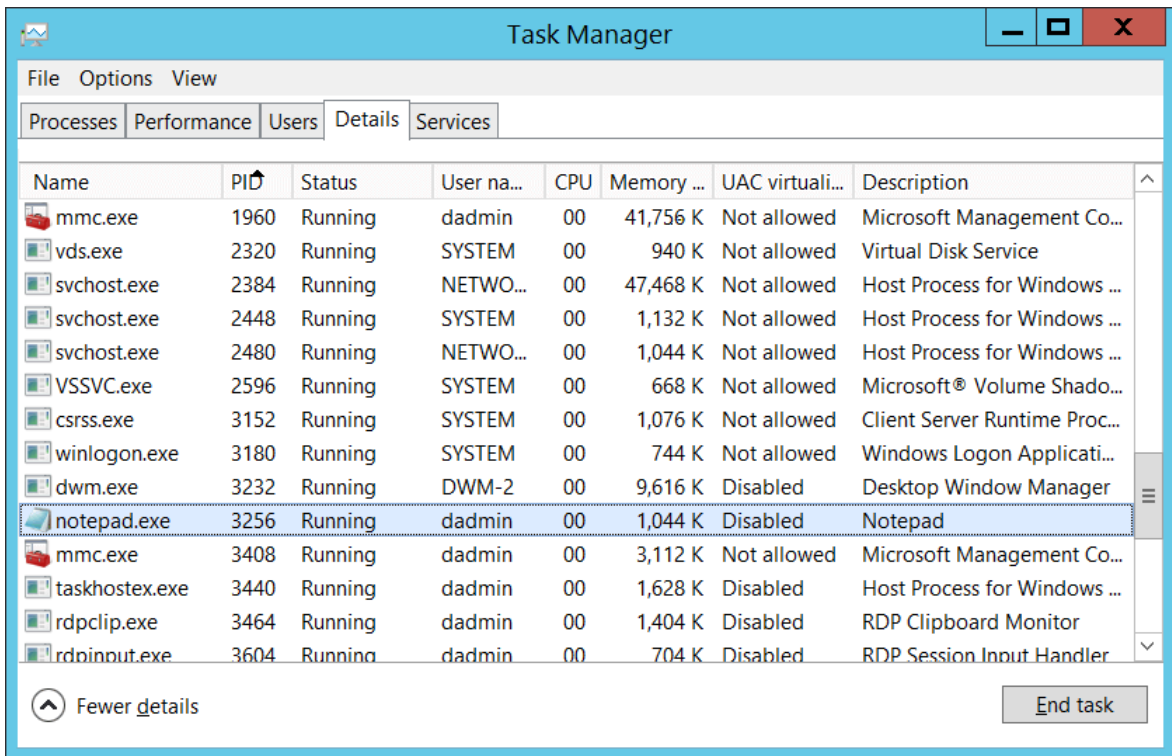 Task Manager
File Options View
Processes Performance Users Details Services
Name PID Status User na... CPU Memory ... UAC virtuali... Description
mmc.exe 1960 Running dadmin 00 41,756 K Not allowed Microsoft Management Co...
vds.exe 2320 Running SYSTEM 00 940 K Not allowed Virtual Disk Service
svchost.exe 2384 Running NETWO... 00 47,468 K Not allowed Host Process for Windows ...
svchost.exe 2448 Running SYSTEM 00 1,132 K Not allowed Host Process for Windows ...
svchost.exe 2480 Running NETWO... 00 1,044 K Not allowed Host Process for Windows ...
VSSVC.exe 2596 Running SYSTEM 00 668 K Not allowed Microsoft® Volume Shado...
csrss.exe 3152 Running SYSTEM 00 1,076 K Not allowed Client Server Runtime Proc...
winlogon.exe 3180 Running SYSTEM 00 744 K Not allowed Windows Logon Applicati...
dwm.exe 3232 Running DWM-2 00 9,616 K Disabled Desktop Window Manager
notepad.exe 3256 Running dadmin 00 1,044 K Disabled Notepad
mmc.exe 3408 Running dadmin 00 3,112 K Not allowed Microsoft Management Co...
taskhostex.exe 3440 Running dadmin 00 1,628 K Disabled Host Process for Windows ...
rdpclip.exe 3464 Running dadmin 00 1,404 K Disabled RDP Clipboard Monitor
rdpinput.exe 3604 Running dadmin 00 704 K Disabled RDP Session Input Handler
Fewer details End task